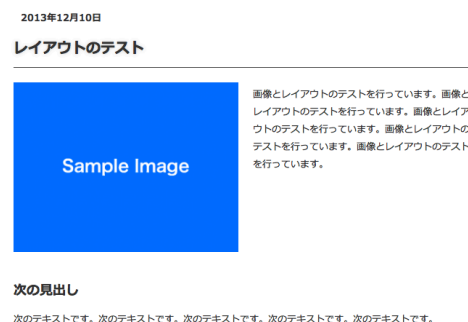 2013年12月10日
レイアウトのテスト
画像とレイアウトのテストを行っています。画像と
レイアウトのテストを行っています。画像とレイア
ウトのテストを行っています。画像とレイアウトの
テストを行っています。画像とレイアウトのテスト
を行っています。
Sample Image
次の見出し
次のテキストです。次のテキストです。次のテキストです。次のテキストです。次のテキストです。